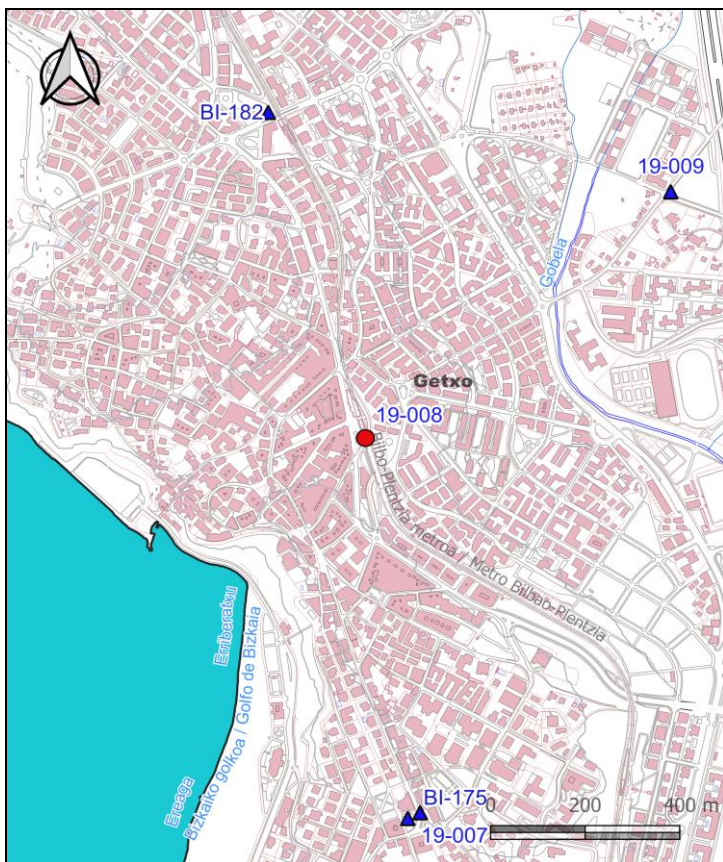 BI-182
19-009
Gobela
Getxo
19-008
Bilbo-Plentzia metroa / Metro Bilbao-Plentzia
Erriberatxu
Bizkaiko golkoa / Golfo de Bizkaia
Ereaga
BI-175
19-007
0 200 400 m